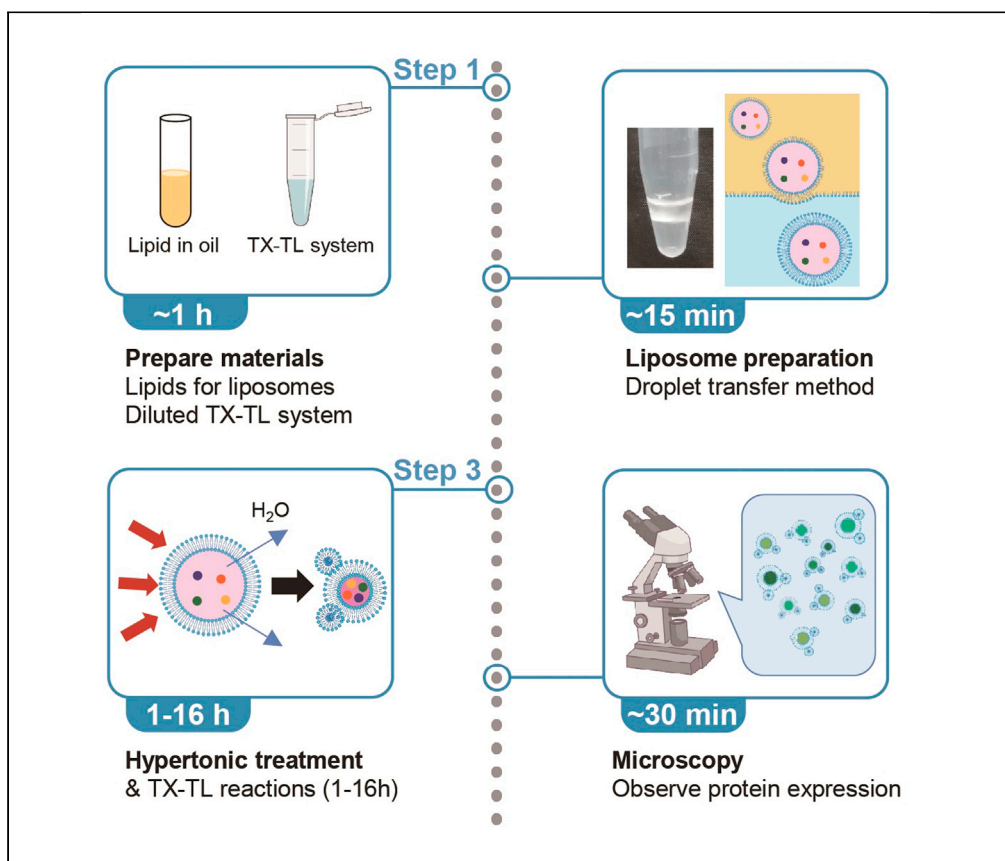 Step 1
Lipid in oil
TX-TL system
~1 h
Prepare materials
Lipids for liposomes
Diluted TX-TL system
~15 min
Liposome preparation
Droplet transfer method
Step 3
H₂O
1-16 h
Hypertonic treatment
& TX-TL reactions (1-16h)
~30 min
Microscopy
Observe protein expression